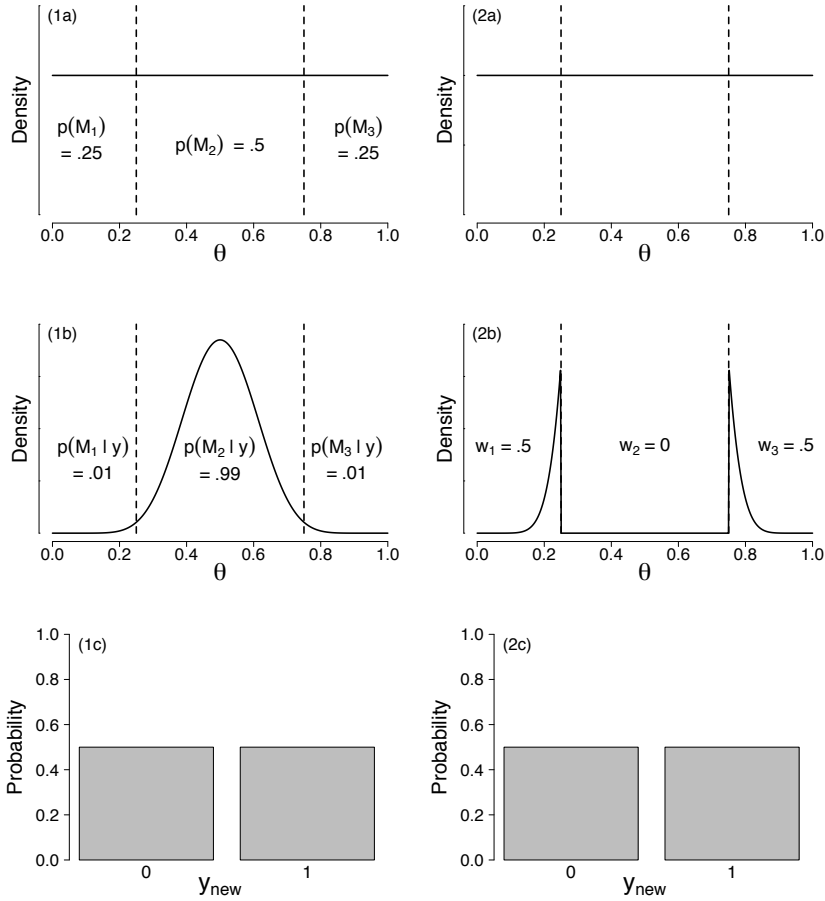 (1a)
Density
p(M₁)
= .25
p(M₂) = .5
p(M₃)
= .25
0.0 0.2 0.4 0.6 0.8 1.0
θ
(2a)
Density
0.0 0.2 0.4 0.6 0.8 1.0
θ
(1b)
Density
p(M₁ | y)
= .01
p(M₂ | y)
= .99
p(M₃ | y)
= .01
0.0 0.2 0.4 0.6 0.8 1.0
θ
(2b)
Density
w₁ = .5
w₂ = 0
w₃ = .5
0.0 0.2 0.4 0.6 0.8 1.0
θ
(1c)
Probability
1.0
0.8
0.6
0.4
0.2
0.0
0 1
y_new
(2c)
Probability
1.0
0.8
0.6
0.4
0.2
0.0
0 1
y_new